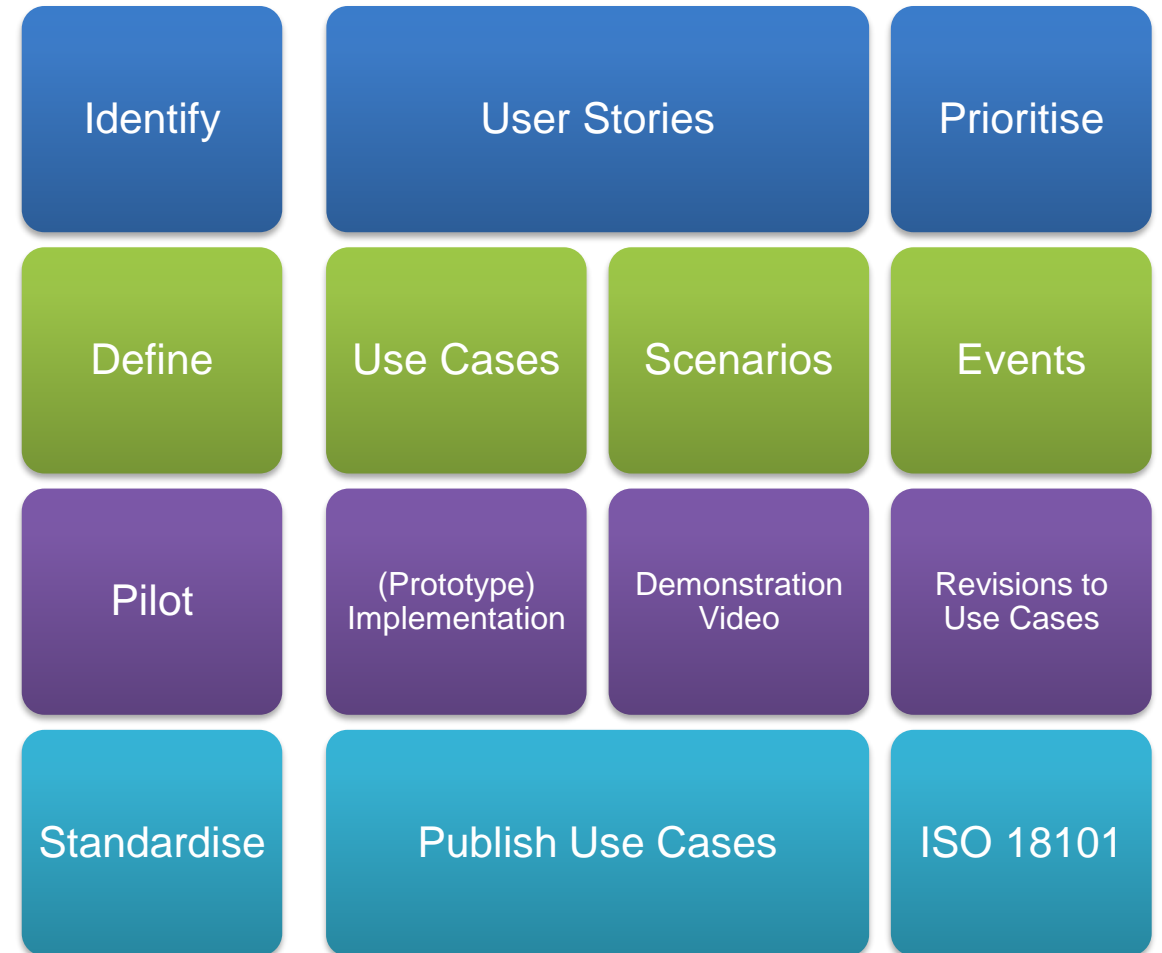 Identify
User Stories
Prioritise
Define
Use Cases
Scenarios
Events
Pilot
(Prototype)
Implementation
Demonstration
Video
Revisions to
Use Cases
Standardise
Publish Use Cases
ISO 18101